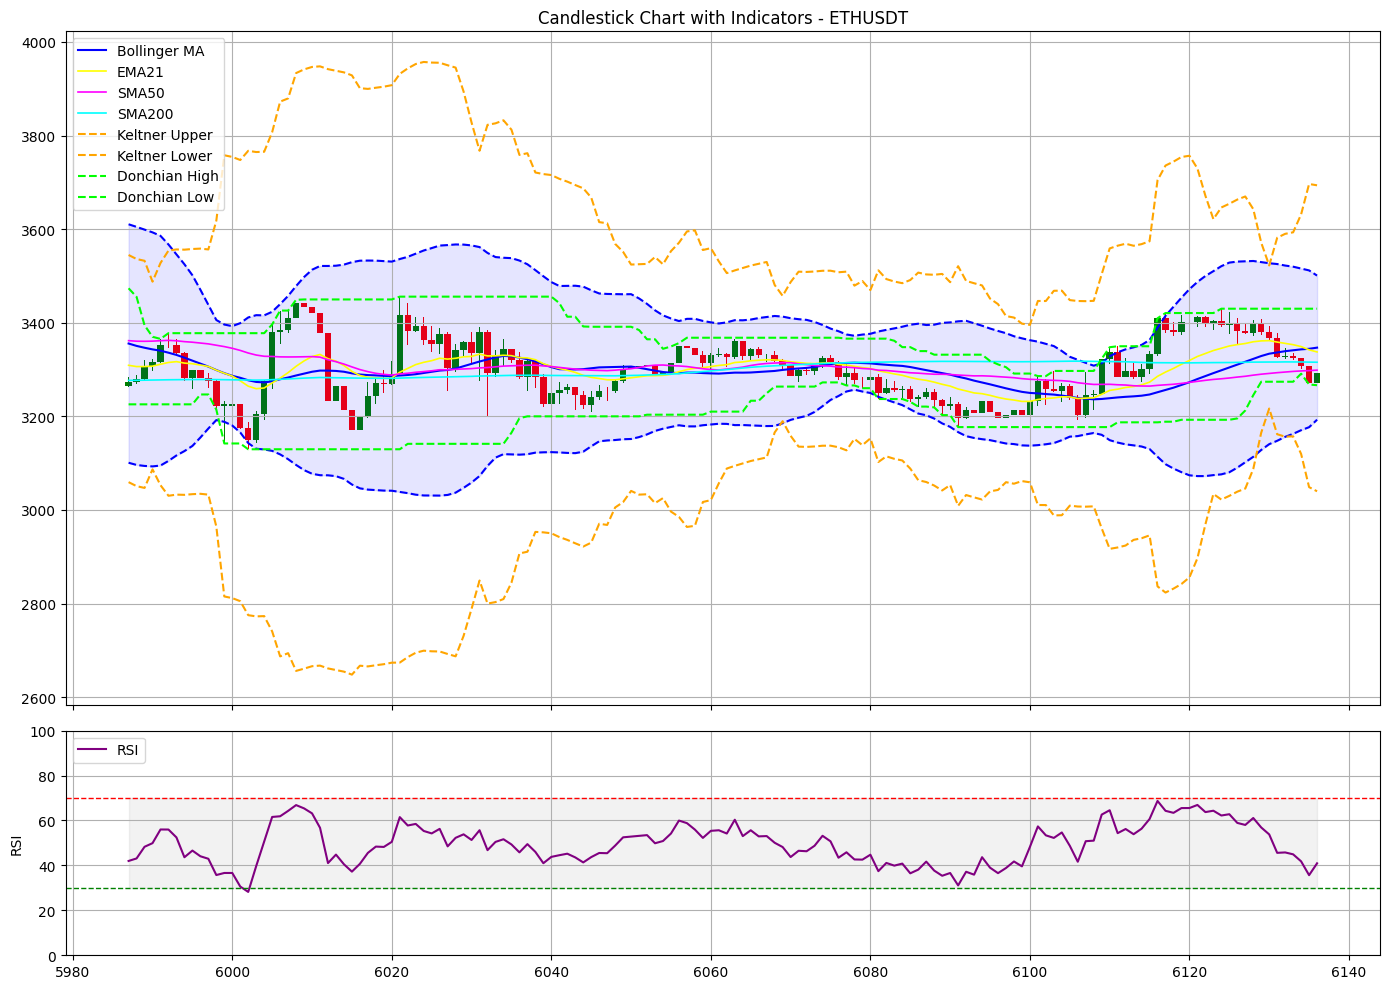 Candlestick Chart with Indicators - ETHUSDT
4000
3800
3600
3400
3200
3000
2800
2600
Bollinger MA
EMA21
SMA50
SMA200
Keltner Upper
Keltner Lower
Donchian High
Donchian Low
100
80
60
40
20
0
RSI
RSI
5980 6000 6020 6040 6060 6080 6100 6120 6140